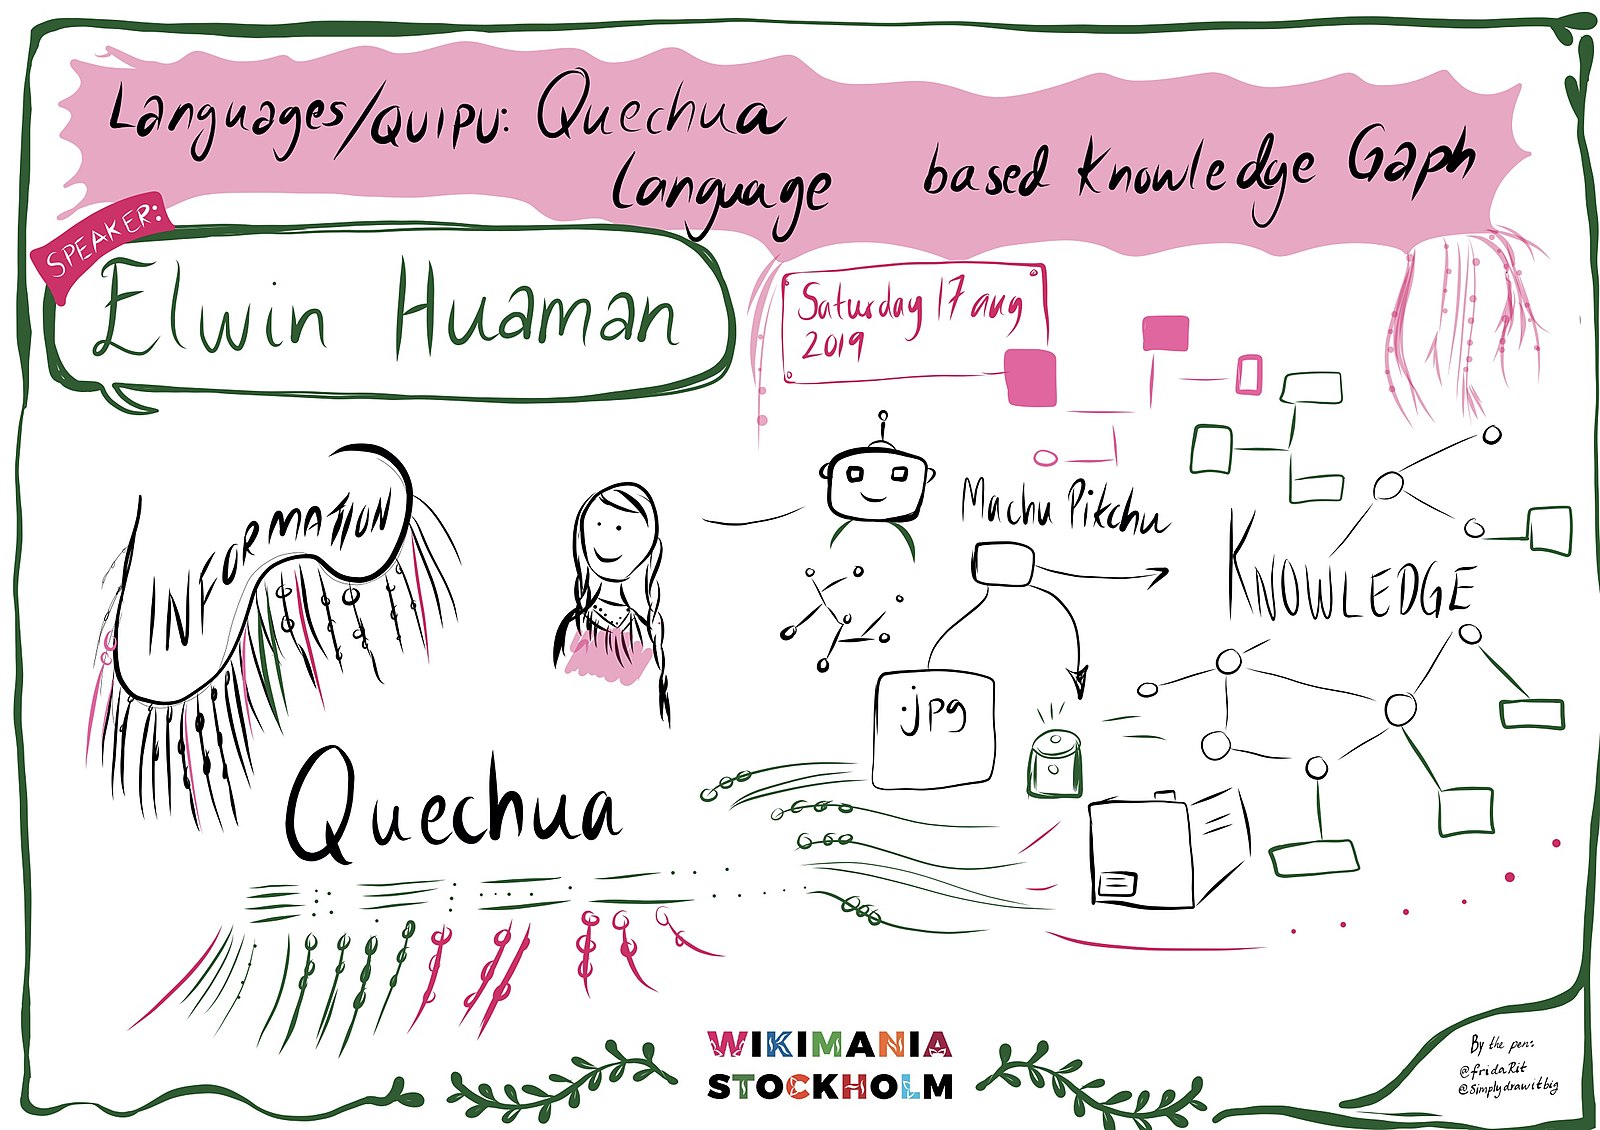 Languages/QUIPU: Quechua
Language based Knowledge Gaph
SPEAKER:
Elwin Huaman
Saturday 17 aug
2019
INFORMATION
Machu Pikchu
KNOWLEDGE
.jpg
Quechua
WIKIMANIA
STOCKHOLM
By the pens
@fridaRit
@simplydrawitbig